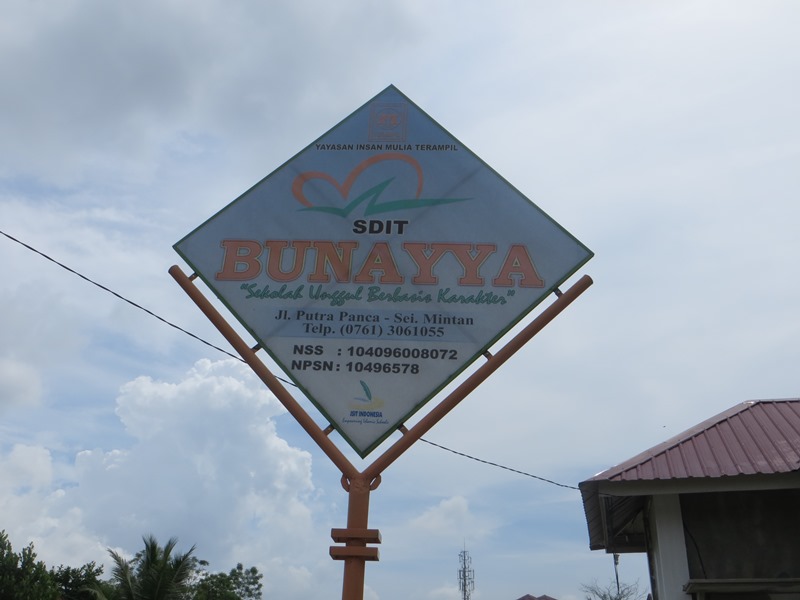 YAYASAN INSAN MULIA TERAMPIL
SDIT
BUNAYYA
"Sekolah Unggul Berbasis Karakter"
Jl. Putra Panca - Sei. Mintan
Telp. (0761) 3061055
NSS : 104096008072
NPSN : 10496578
JSIT INDONESIA